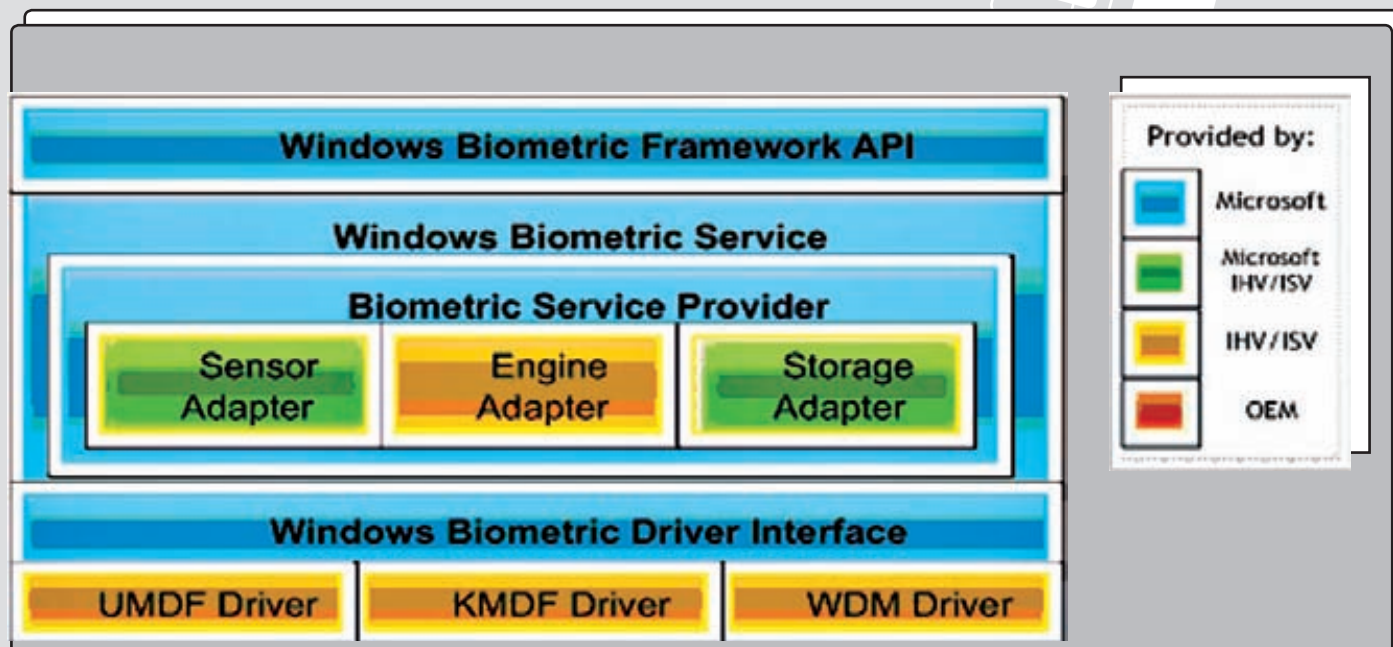 Windows Biometric Framework API
Windows Biometric Service
Biometric Service Provider
Sensor
Adapter
Engine
Adapter
Storage
Adapter
Windows Biometric Driver Interface
UMDF Driver
KMDF Driver
WDM Driver
Provided by:
Microsoft
Microsoft
IHV/ISV
IHV/ISV
OEM